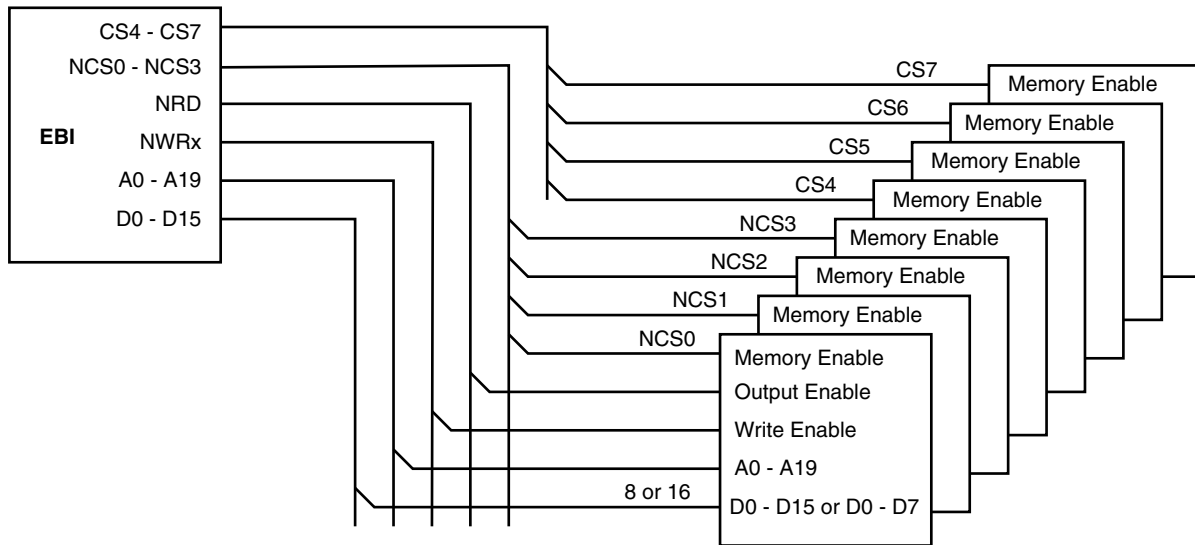 CS4 - CS7
NCS0 - NCS3
NRD
EBI
NWRx
A0 - A19
D0 - D15
CS7
Memory Enable
CS6
Memory Enable
CS5
Memory Enable
CS4
Memory Enable
NCS3
Memory Enable
NCS2
Memory Enable
NCS1
Memory Enable
NCS0
Memory Enable
Output Enable
Write Enable
A0 - A19
8 or 16
D0 - D15 or D0 - D7